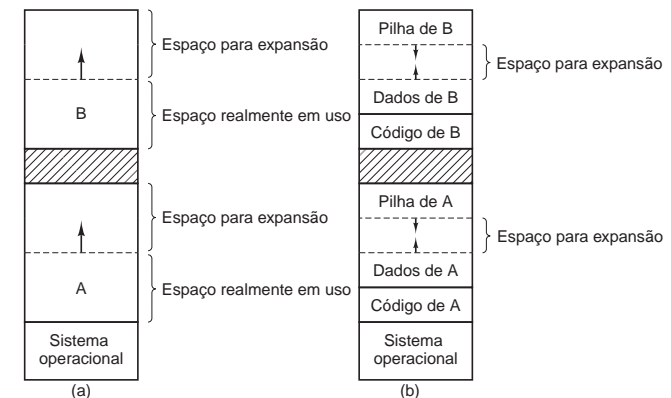 Espaço para expansão
B
Espaço realmente em uso
Espaço para expansão
A
Espaço realmente em uso
Sistema
operacional
(a)
Pilha de B
Espaço para expansão
Dados de B
Código de B
Pilha de A
Espaço para expansão
Dados de A
Código de A
Sistema
operacional
(b)